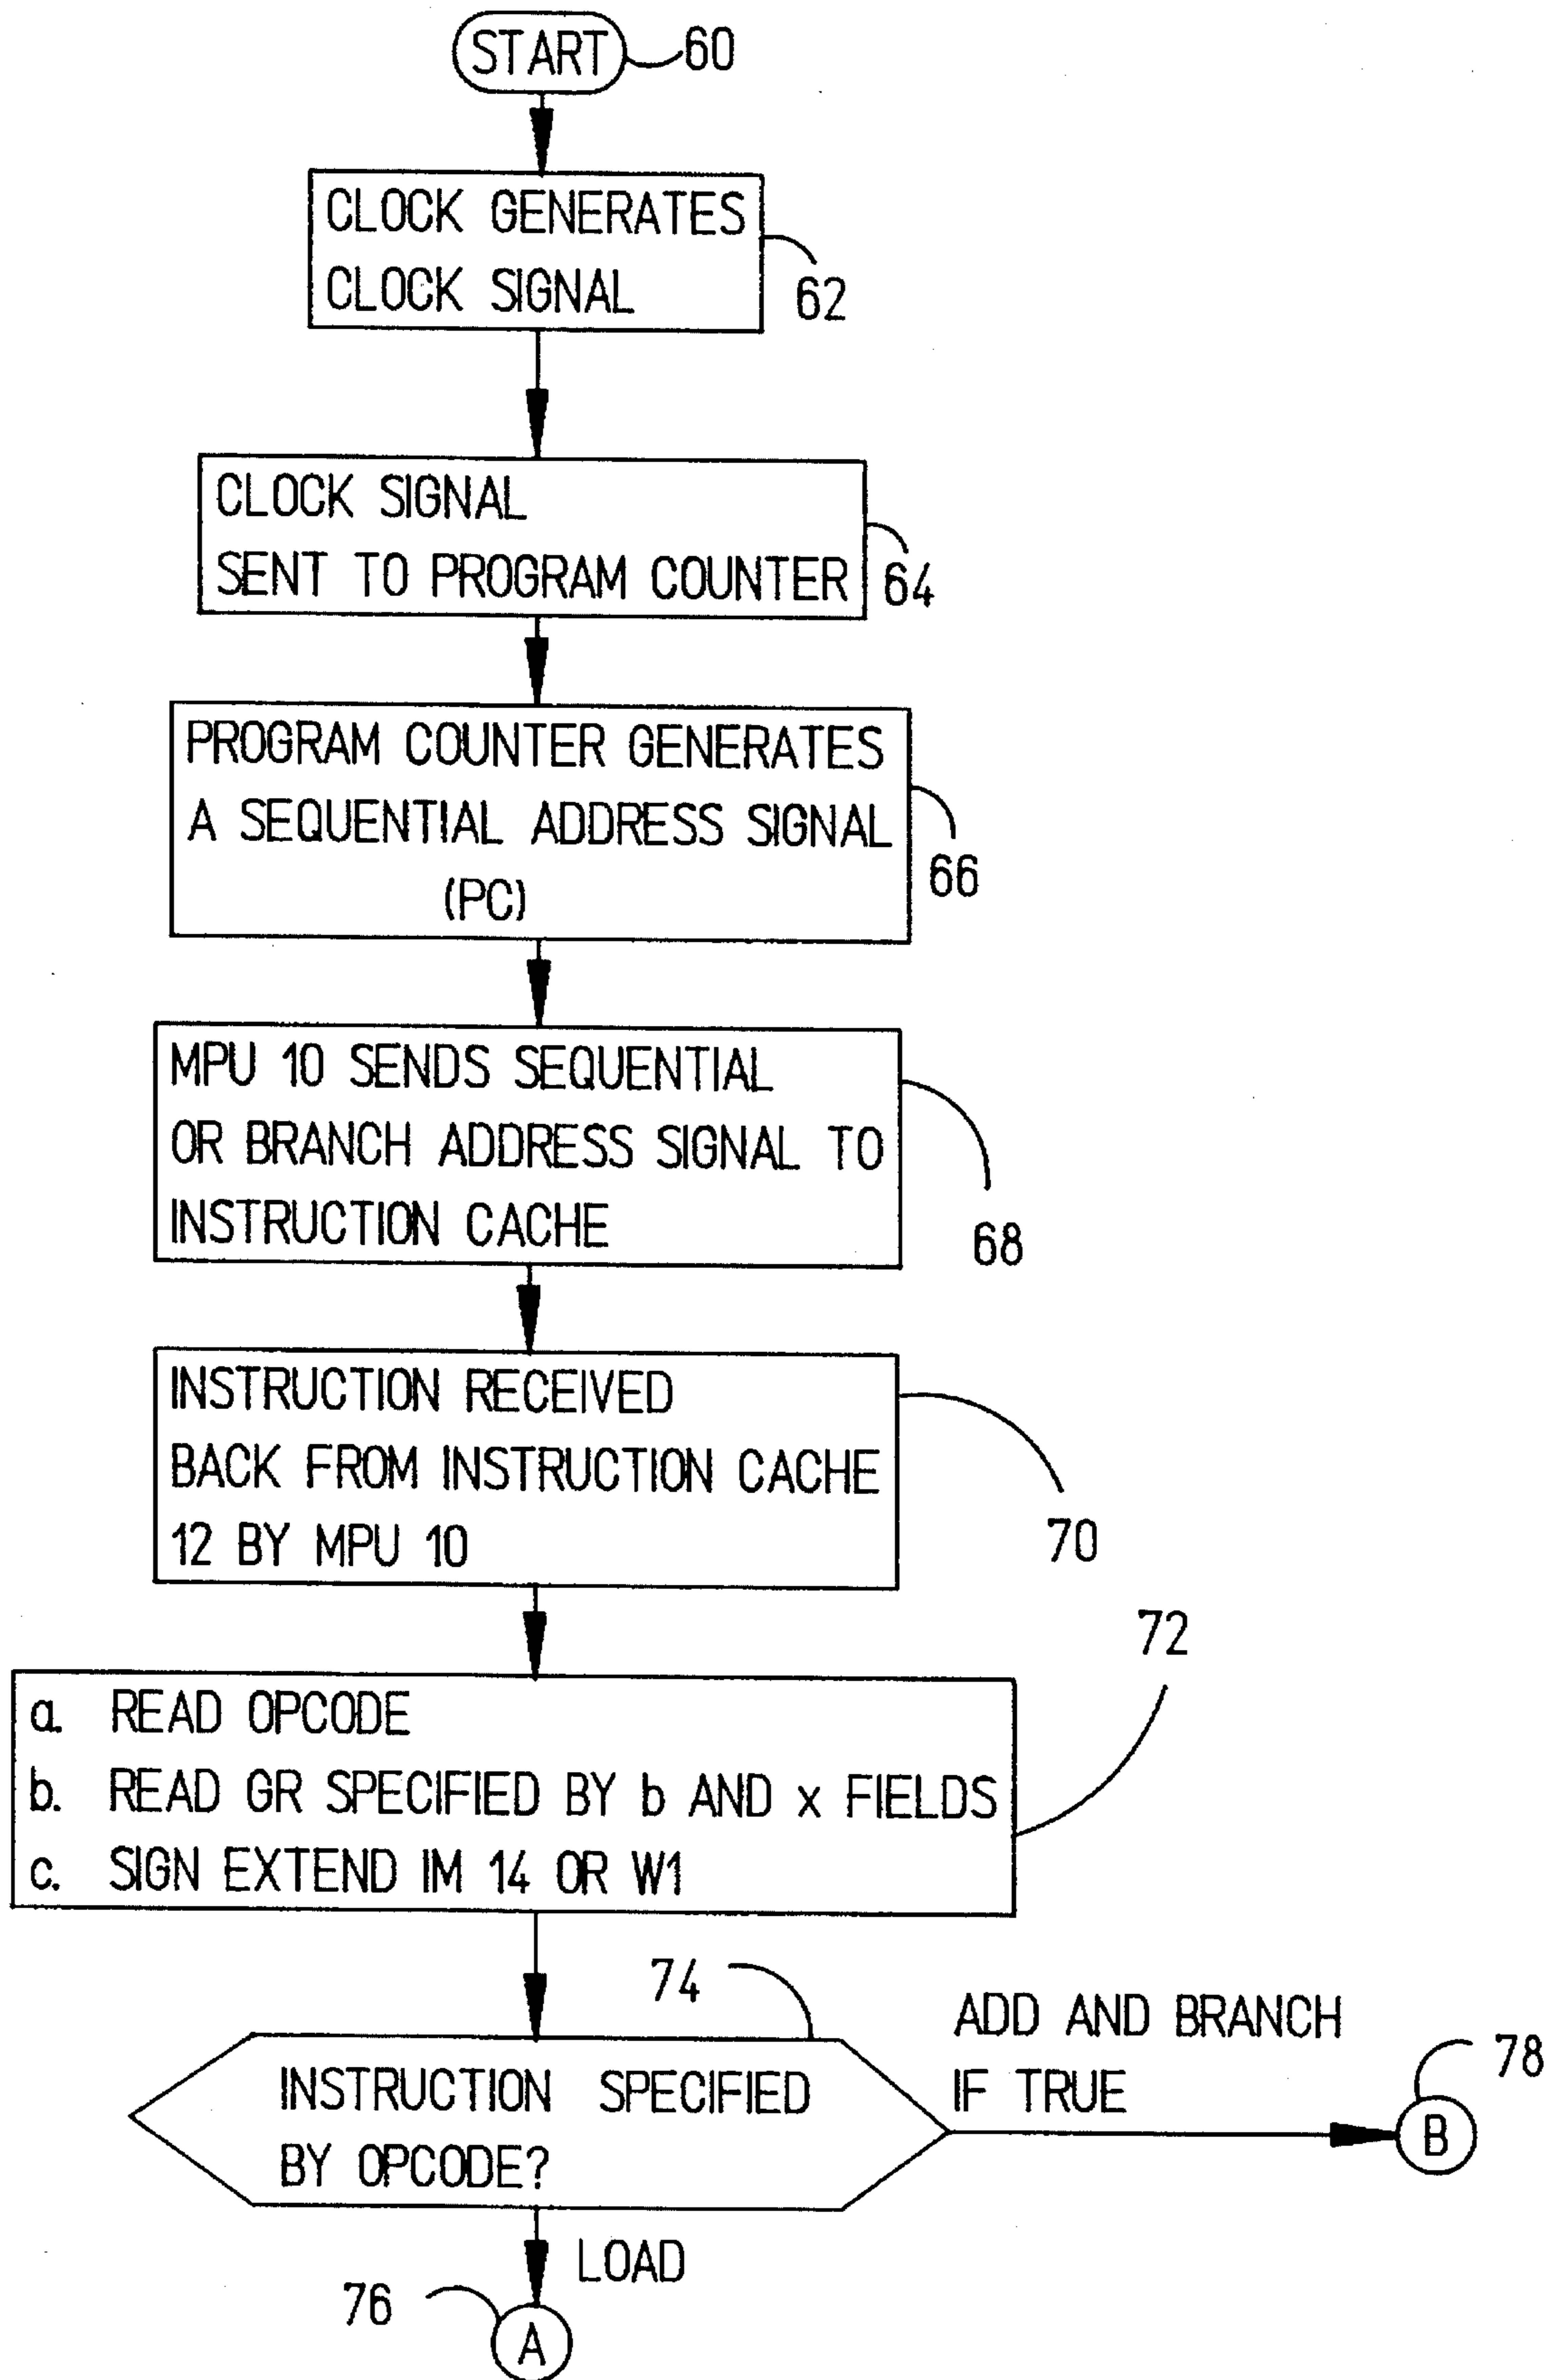 START
60
CLOCK GENERATES
CLOCK SIGNAL
62
CLOCK SIGNAL
SENT TO PROGRAM COUNTER
64
PROGRAM COUNTER GENERATES
A SEQUENTIAL ADDRESS SIGNAL
(PC)
66
MPU 10 SENDS SEQUENTIAL
OR BRANCH ADDRESS SIGNAL TO
INSTRUCTION CACHE
68
INSTRUCTION RECEIVED
BACK FROM INSTRUCTION CACHE
12 BY MPU 10
70
72
a. READ OPCODE
b. READ GR SPECIFIED BY b AND x FIELDS
c. SIGN EXTEND IM 14 OR W1
74
INSTRUCTION SPECIFIED
BY OPCODE?
ADD AND BRANCH
IF TRUE
78
B
LOAD
76
A